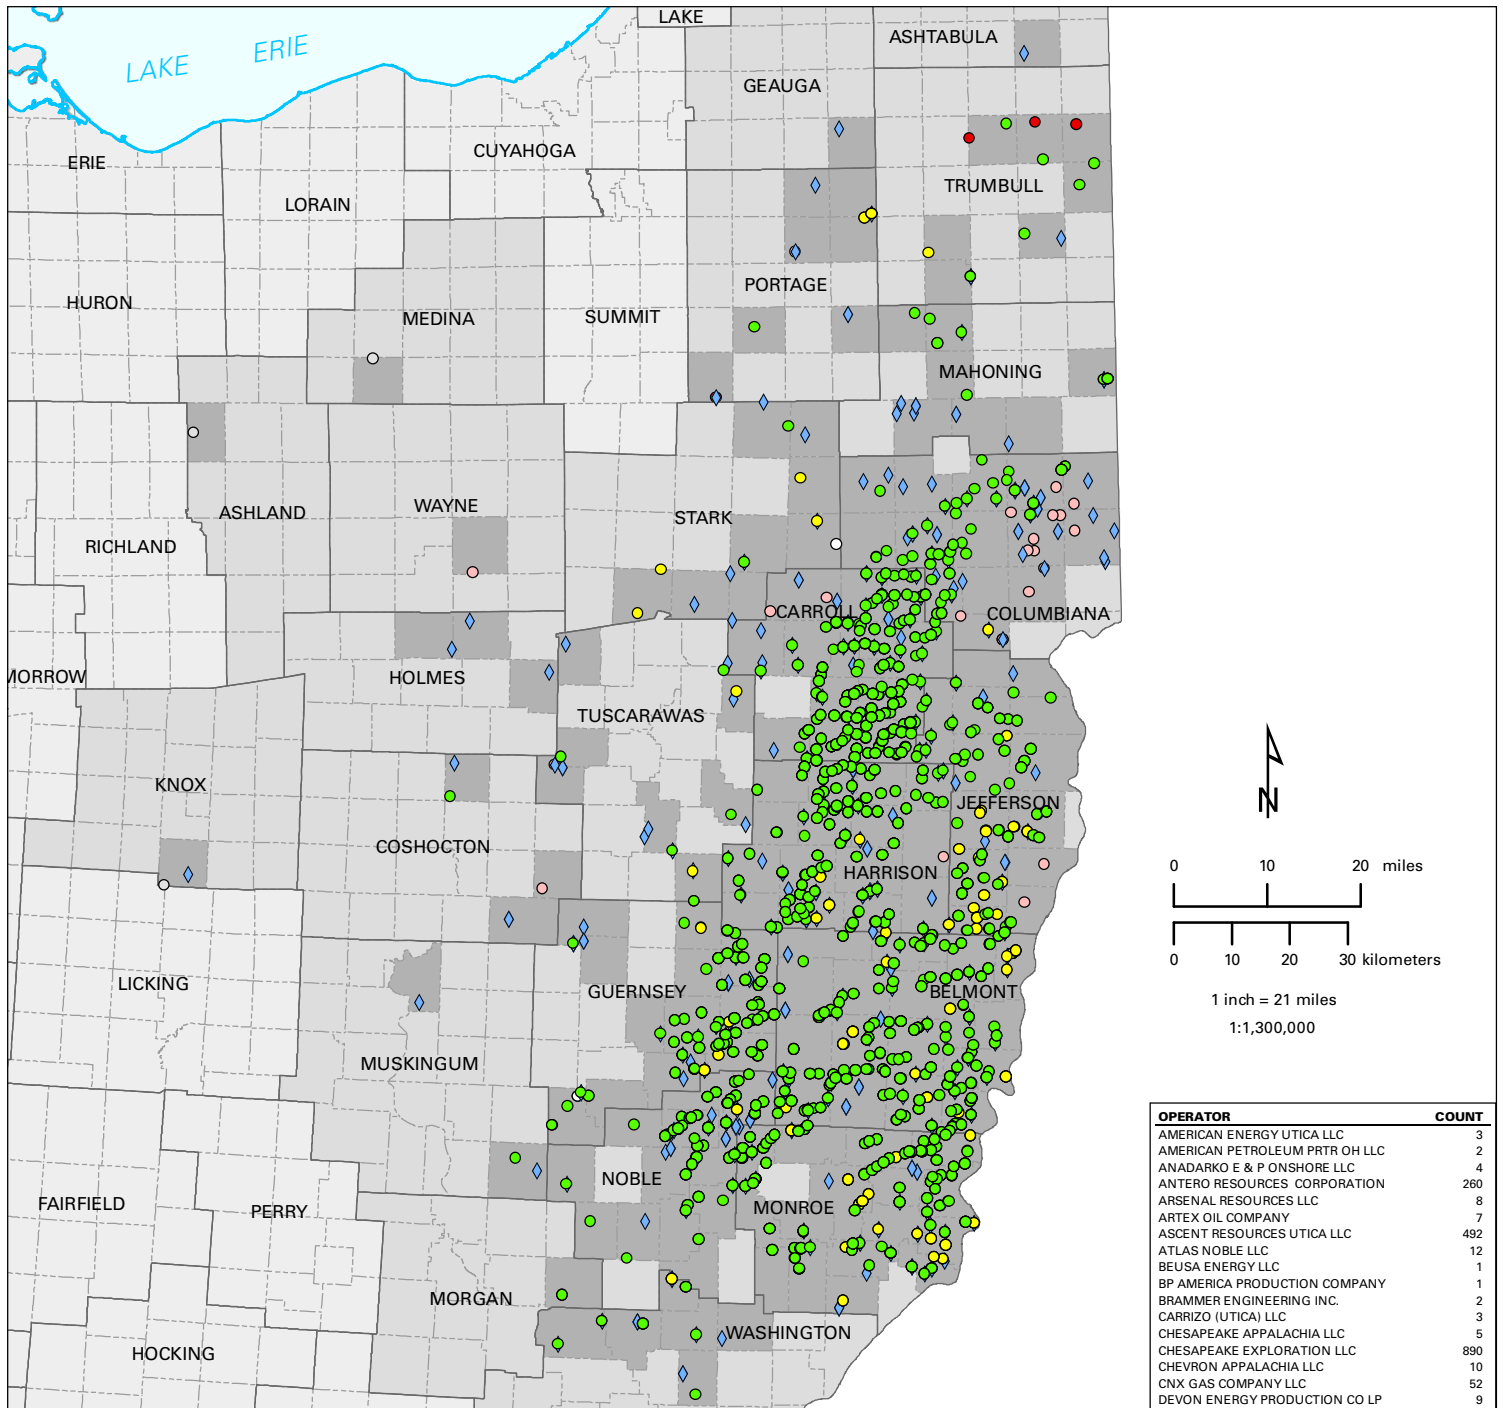 LAKE
ASHTABULA
LAKE ERIE
GEAUGA
CUYAHOGA
ERIE
TRUMBULL
LORAIN
PORTAGE
HURON
MEDINA
SUMMIT
MAHONING
WAYNE
ASHLAND
STARK
RICHLAND
CARROLL
COLUMBIANA
HOLMES
MORROW
TUSCARAWAS
KNOX
JEFFERSON
COSHOCTON
HARRISON
LICKING
GUERNSEY
BELMONT
MUSKINGUM
NOBLE
FAIRFIELD
PERRY
MONROE
MORGAN
WASHINGTON
HOCKING
N
0 10 20 miles
0 10 20 30 kilometers
1 inch = 21 miles
1:1,300,000
OPERATOR COUNT
AMERICAN ENERGY UTICA LLC 3
AMERICAN PETROLEUM PRTR OH LLC 2
ANADARKO E & P ONSHORE LLC 4
ANTERO RESOURCES CORPORATION 260
ARSENAL RESOURCES LLC 8
ARTEX OIL COMPANY 7
ASCENT RESOURCES UTICA LLC 492
ATLAS NOBLE LLC 12
BEUSA ENERGY LLC 1
BP AMERICA PRODUCTION COMPANY 1
BRAMMER ENGINEERING INC. 2
CARRIZO (UTICA) LLC 3
CHESAPEAKE APPALACHIA LLC 5
CHESAPEAKE EXPLORATION LLC 890
CHEVRON APPALACHIA LLC 10
CNX GAS COMPANY LLC 52
DEVON ENERGY PRODUCTION CO LP 9